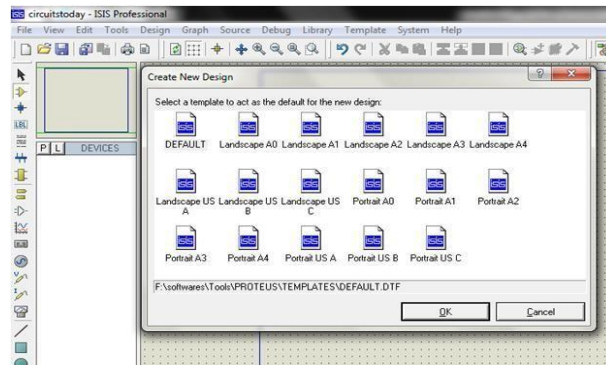 circuitstoday - ISIS Professional
File View Edit Tools Design Graph Source Debug Library Template System Help
Create New Design
Select a template to act as the default for the new design:
DEFAULT Landscape A0 Landscape A1 Landscape A2 Landscape A3 Landscape A4
Landscape US A Landscape US B Landscape US C Portrait A0 Portrait A1 Portrait A2
Portrait A3 Portrait A4 Portrait US A Portrait US B Portrait US C
F:\softwares\Tools\PROTEUS\TEMPLATES\DEFAULT.DTF
OK Cancel
P L DEVICES
LBL